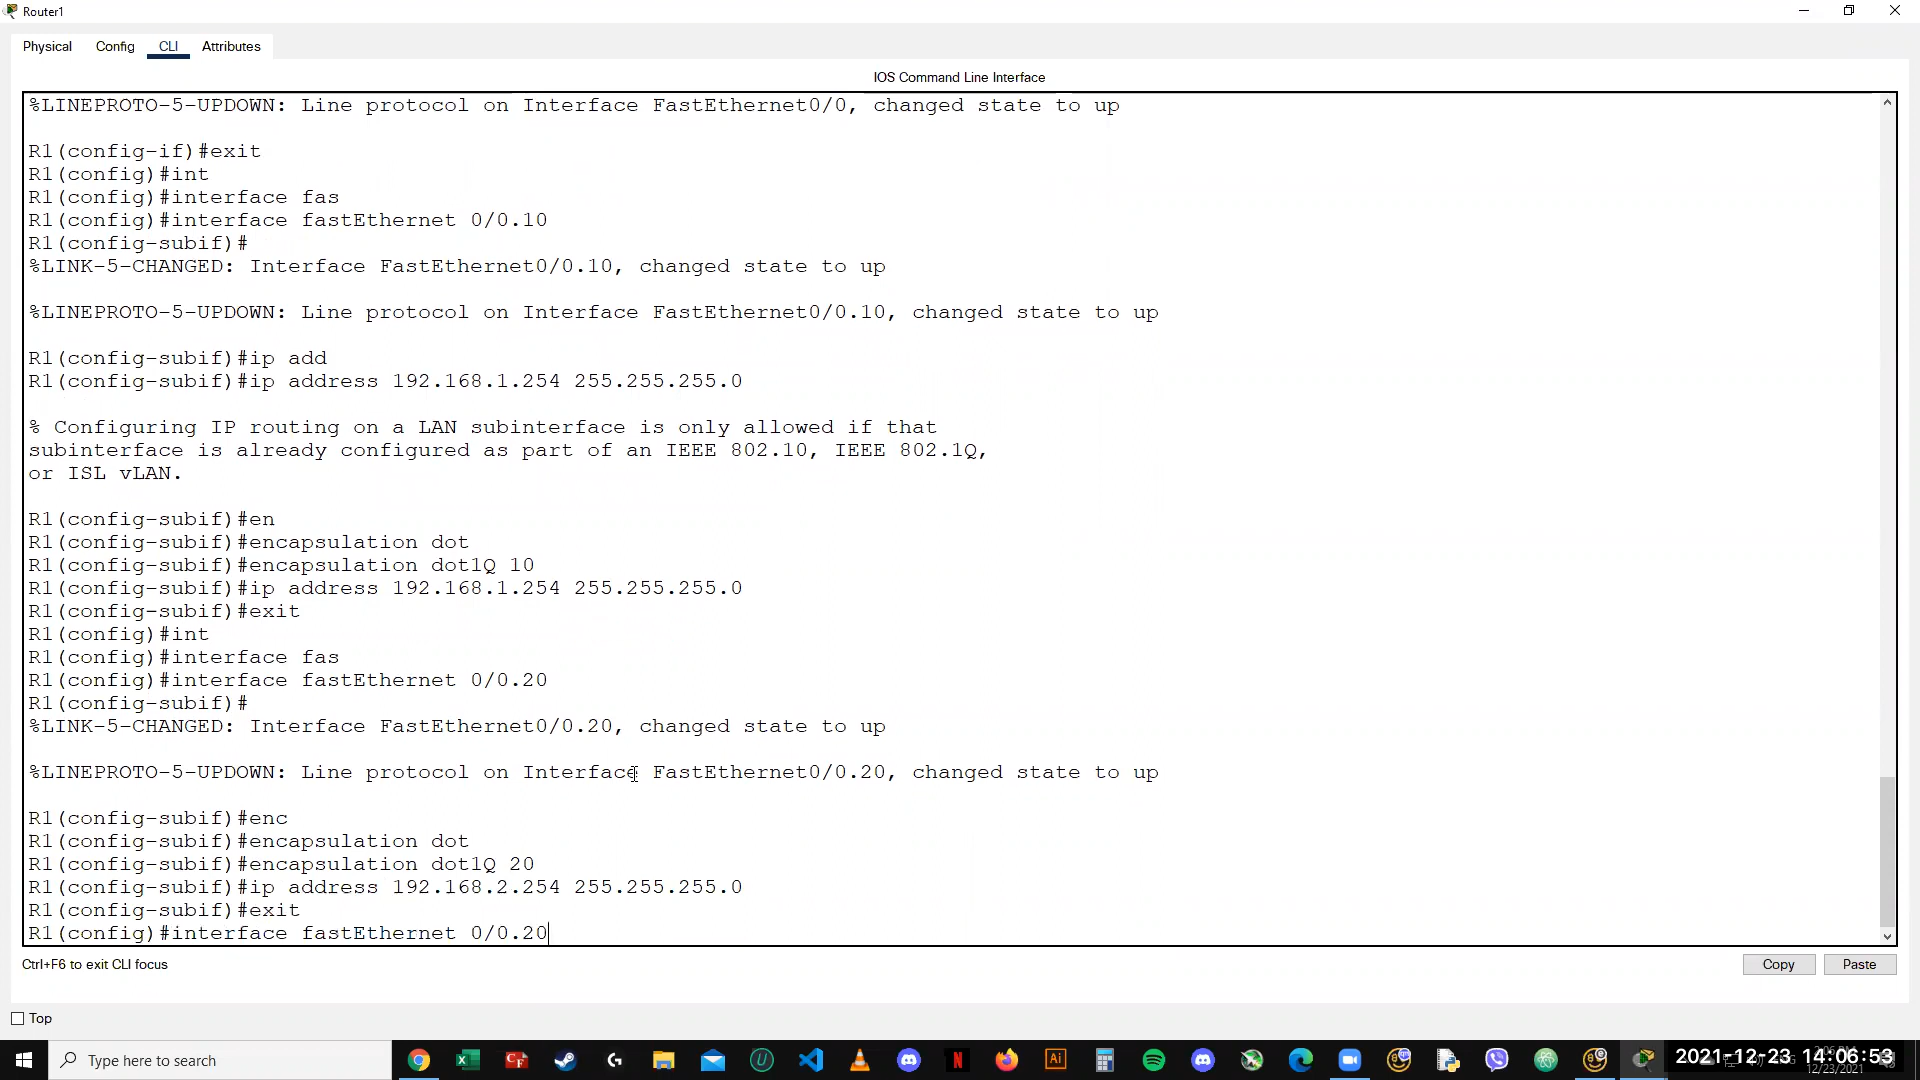 Router1
Physical Config CLI Attributes
IOS Command Line Interface
%LINEPROTO-5-UPDOWN: Line protocol on Interface FastEthernet0/0, changed state to up
R1(config-if)#exit
R1(config)#int
R1(config)#interface fas
R1(config)#interface fastEthernet 0/0.10
R1(config-subif)#
%LINK-5-CHANGED: Interface FastEthernet0/0.10, changed state to up
%LINEPROTO-5-UPDOWN: Line protocol on Interface FastEthernet0/0.10, changed state to up
R1(config-subif)#ip add
R1(config-subif)#ip address 192.168.1.254 255.255.255.0
% Configuring IP routing on a LAN subinterface is only allowed if that
subinterface is already configured as part of an IEEE 802.10, IEEE 802.1Q,
or ISL vLAN.
R1(config-subif)#en
R1(config-subif)#encapsulation dot
R1(config-subif)#encapsulation dot1Q 10
R1(config-subif)#ip address 192.168.1.254 255.255.255.0
R1(config-subif)#exit
R1(config)#int
R1(config)#interface fas
R1(config)#interface fastEthernet 0/0.20
R1(config-subif)#
%LINK-5-CHANGED: Interface FastEthernet0/0.20, changed state to up
%LINEPROTO-5-UPDOWN: Line protocol on Interface FastEthernet0/0.20, changed state to up
R1(config-subif)#enc
R1(config-subif)#encapsulation dot
R1(config-subif)#encapsulation dot1Q 20
R1(config-subif)#ip address 192.168.2.254 255.255.255.0
R1(config-subif)#exit
R1(config)#interface fastEthernet 0/0.20
Ctrl+F6 to exit CLI focus
Copy Paste
Top
Type here to search
2021-12-23 14:06:53
12/23/2021